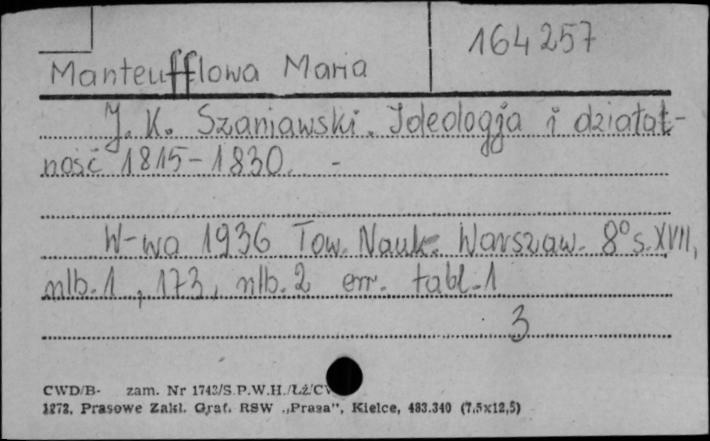 164257
Manteufflowa Maria
J. K. Szaniawski. Ideologja i działal-
ność 1815-1830. -
W-wa 1936 Tow. Nauk. Warszaw. 8° s. XVII,
nlb. 1, 173, nlb. 2 err. tabl. 1
3
CWD/B- zam. Nr 1742/S.P.W.H./Łż/
1272, Prasowe Zakł. Graf. RSW „Prasa", Kielce, 483.340 (7,5x12,5)